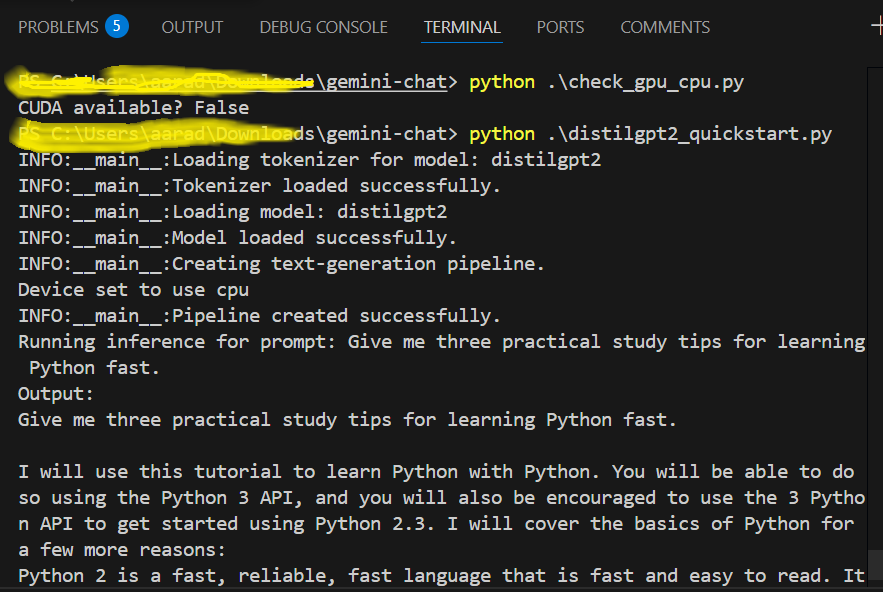 PROBLEMS 5 OUTPUT DEBUG CONSOLE TERMINAL PORTS COMMENTS
PS C:\Users\aarad\Downloads\gemini-chat> python .\check_gpu_cpu.py
CUDA available? False
PS C:\Users\aarad\Downloads\gemini-chat> python .\distilgpt2_quickstart.py
INFO:__main__:Loading tokenizer for model: distilgpt2
INFO:__main__:Tokenizer loaded successfully.
INFO:__main__:Loading model: distilgpt2
INFO:__main__:Model loaded successfully.
INFO:__main__:Creating text-generation pipeline.
Device set to use cpu
INFO:__main__:Pipeline created successfully.
Running inference for prompt: Give me three practical study tips for learning
Python fast.
Output:
Give me three practical study tips for learning Python fast.
I will use this tutorial to learn Python with Python. You will be able to do
so using the Python 3 API, and you will also be encouraged to use the 3 Pytho
n API to get started using Python 2.3. I will cover the basics of Python for
a few more reasons:
Python 2 is a fast, reliable, fast language that is fast and easy to read. It